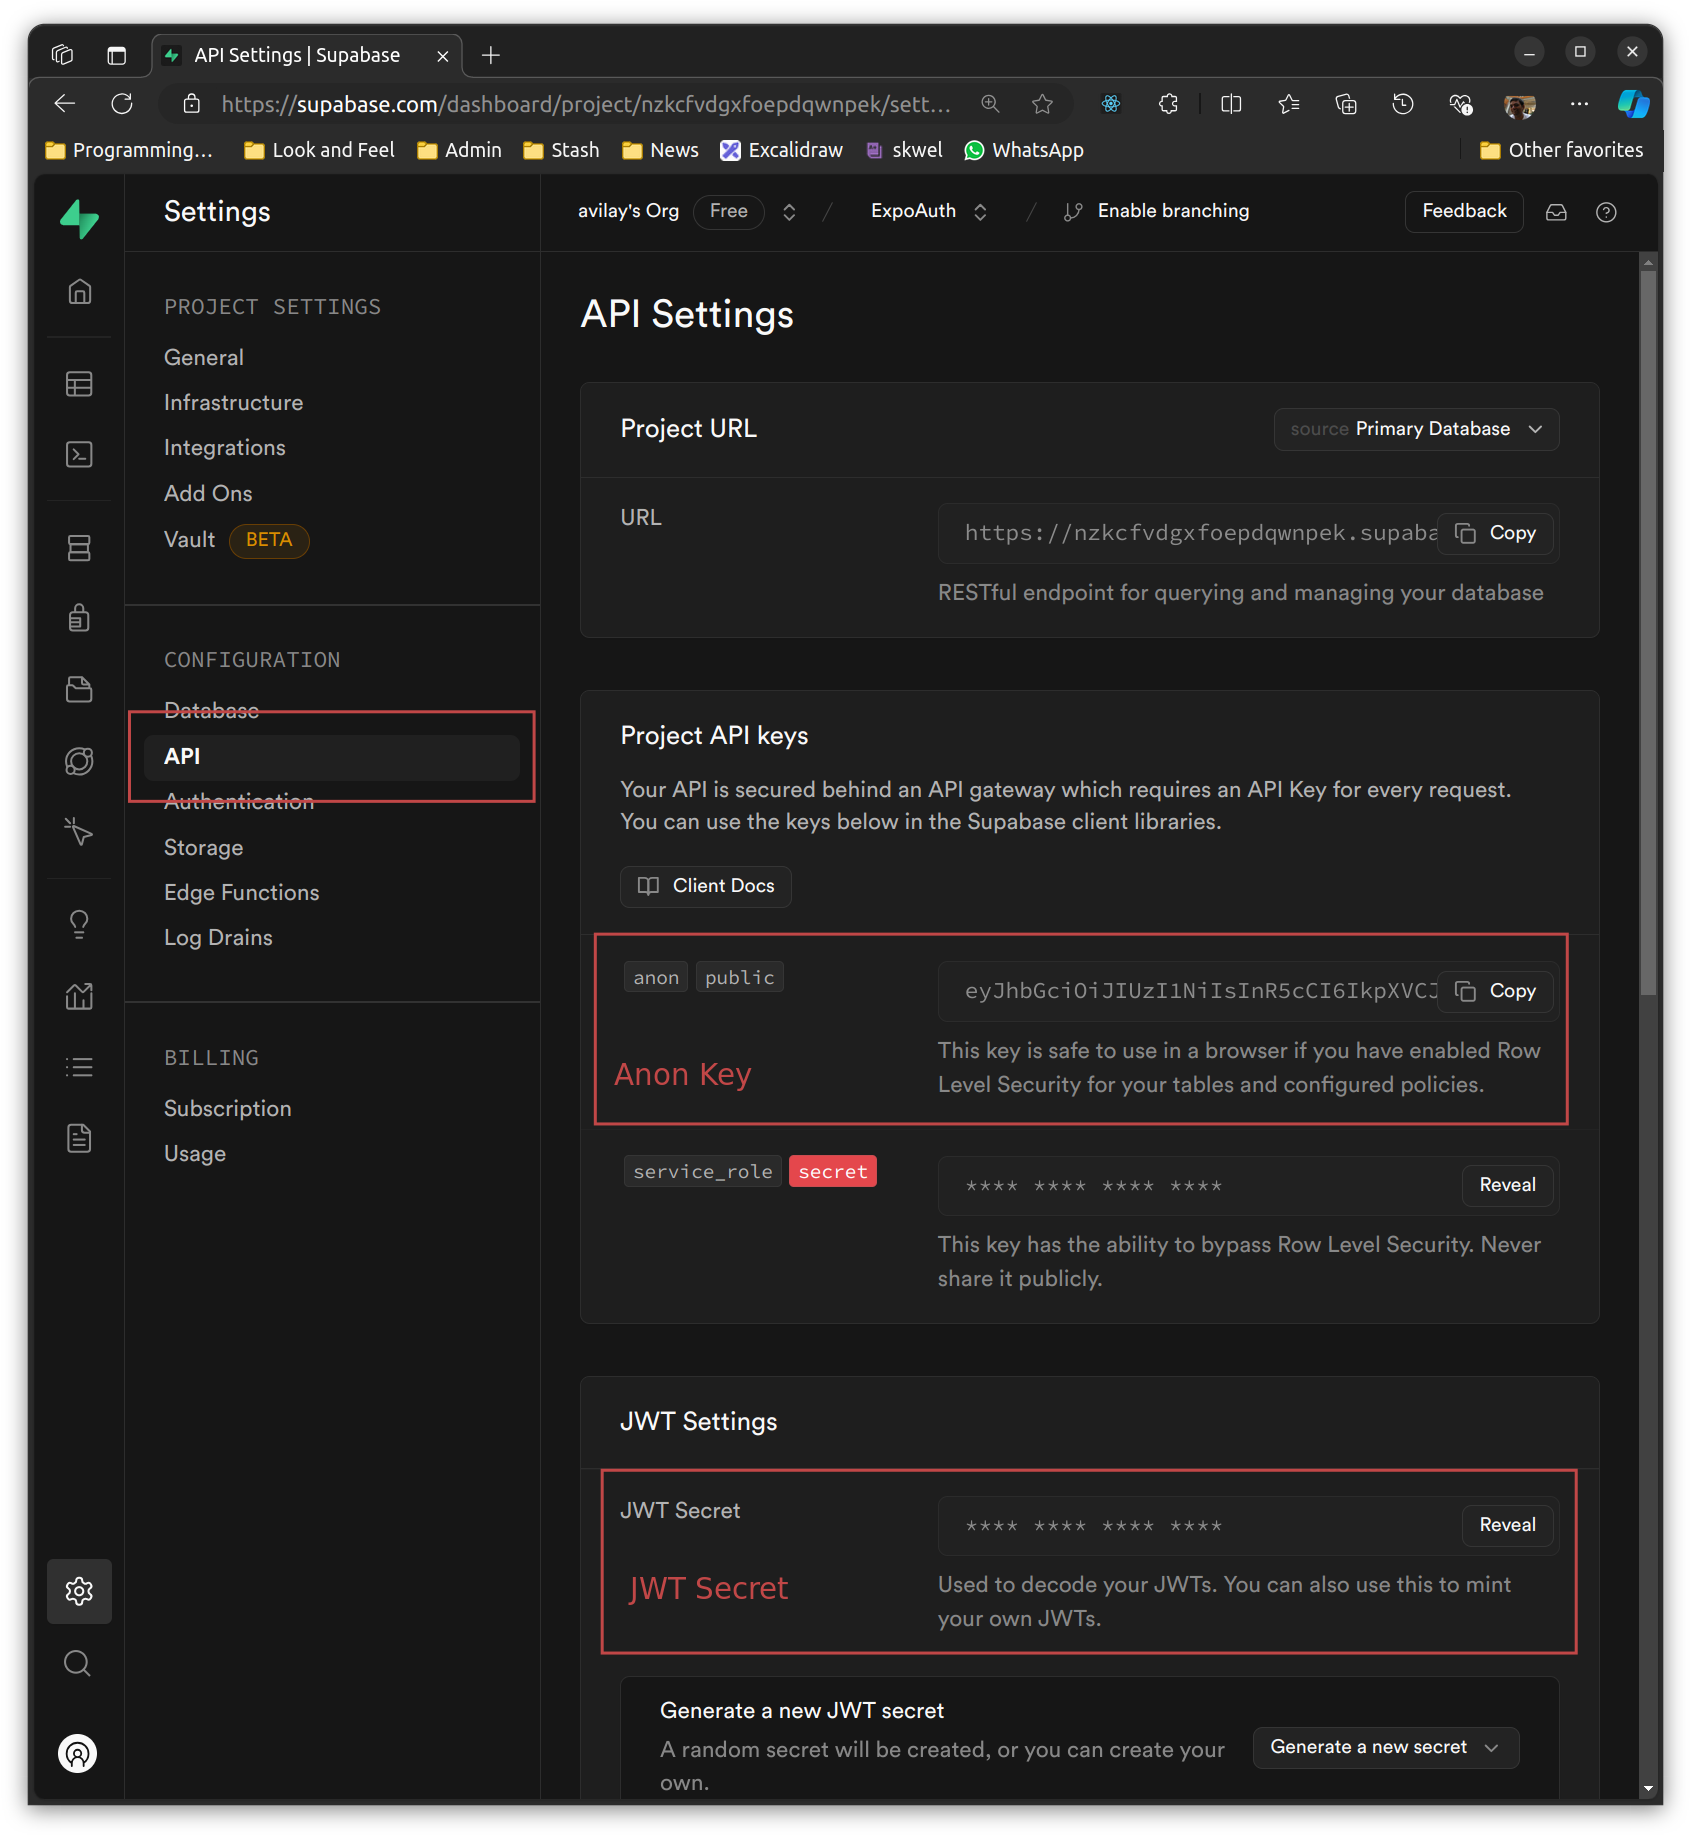 API Settings | Supabase
https://supabase.com/dashboard/project/nzkcfvdgxfoepdqwnpek/sett...
Programming... Look and Feel Admin Stash News Excalidraw skwel WhatsApp Other favorites
Settings
avilay's Org Free / ExpoAuth / Enable branching Feedback
PROJECT SETTINGS
General
Infrastructure
Integrations
Add Ons
Vault BETA
CONFIGURATION
Database
API
Authentication
Storage
Edge Functions
Log Drains
BILLING
Subscription
Usage
API Settings
Project URL
source Primary Database
URL
https://nzkcfvdgxfoepdqwnpek.supaba Copy
RESTful endpoint for querying and managing your database
Project API keys
Your API is secured behind an API gateway which requires an API Key for every request.
You can use the keys below in the Supabase client libraries.
Client Docs
anon public
eyJhbGciOiJIUzI1NiIsInR5cCI6IkpXVCJ Copy
This key is safe to use in a browser if you have enabled Row
Level Security for your tables and configured policies.
Anon Key
service_role secret
**** **** **** **** Reveal
This key has the ability to bypass Row Level Security. Never
share it publicly.
JWT Settings
JWT Secret
**** **** **** **** Reveal
Used to decode your JWTs. You can also use this to mint
your own JWTs.
JWT Secret
Generate a new JWT secret
A random secret will be created, or you can create your
own.
Generate a new secret